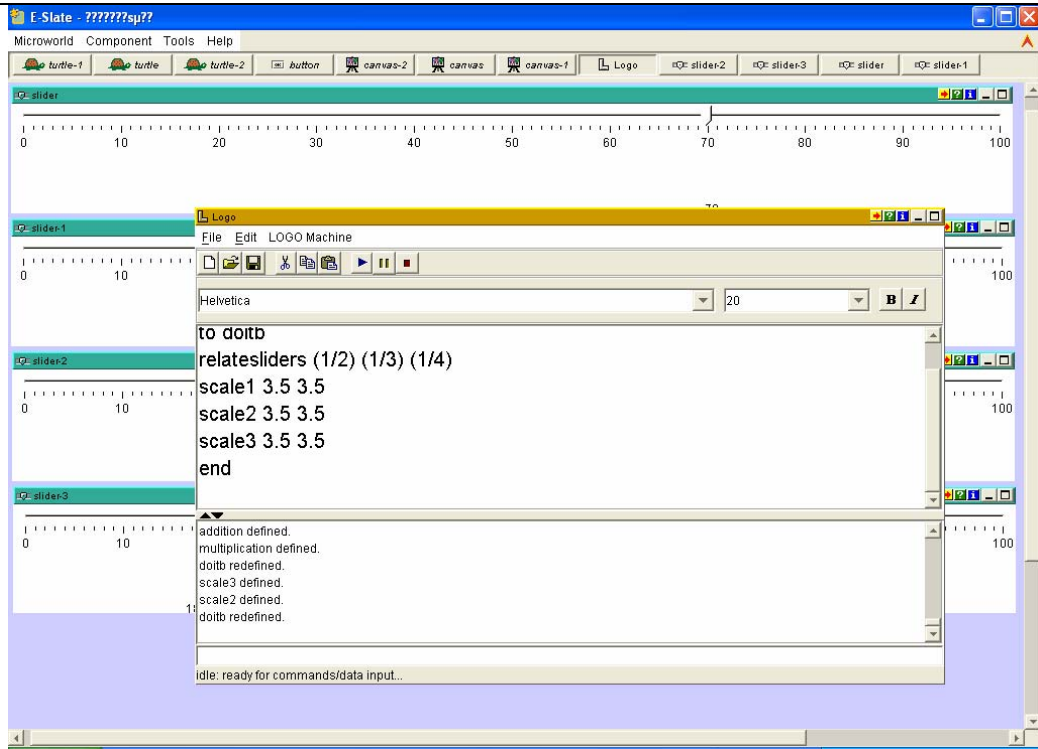 E-Slate - ???????sµ??
Microworld Component Tools Help
turtle-1 turtle turtle-2 button canvas-2 canvas canvas-1 Logo slider-2 slider-3 slider slider-1
slider
0 10 20 30 40 50 60 70 80 90 100
Logo
slider-1
File Edit LOGO Machine
0 10 100
Helvetica 20 B I
to doitb
relatesliders (1/2) (1/3) (1/4)
slider-2
scale1 3.5 3.5
0 10 100
scale2 3.5 3.5
scale3 3.5 3.5
end
slider-3
addition defined.
0 10 100
multiplication defined.
doitb redefined.
scale3 defined.
scale2 defined.
doitb redefined.
idle: ready for commands/data input...